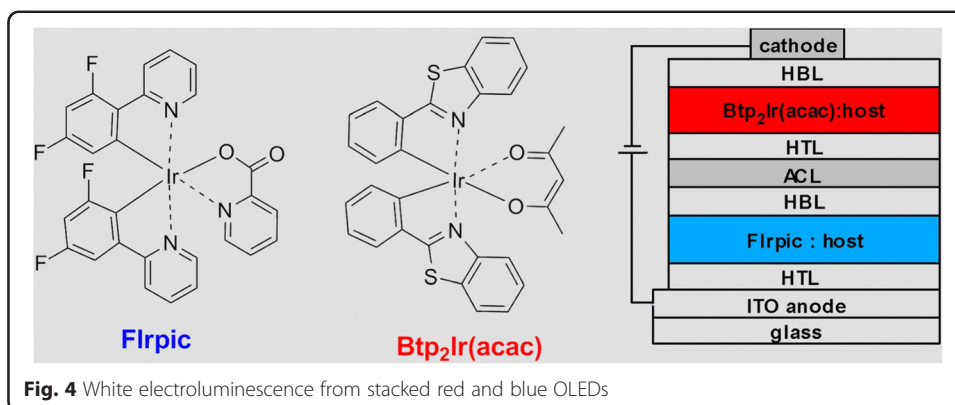 F
N
F
O
O
Ir
F
N
N
F
FIrpic
S
N
O
Ir
O
N
S
Btp₂Ir(acac)
cathode
HBL
Btp₂Ir(acac):host
HTL
ACL
HBL
FIrpic : host
HTL
ITO anode
glass
Fig. 4 White electroluminescence from stacked red and blue OLEDs